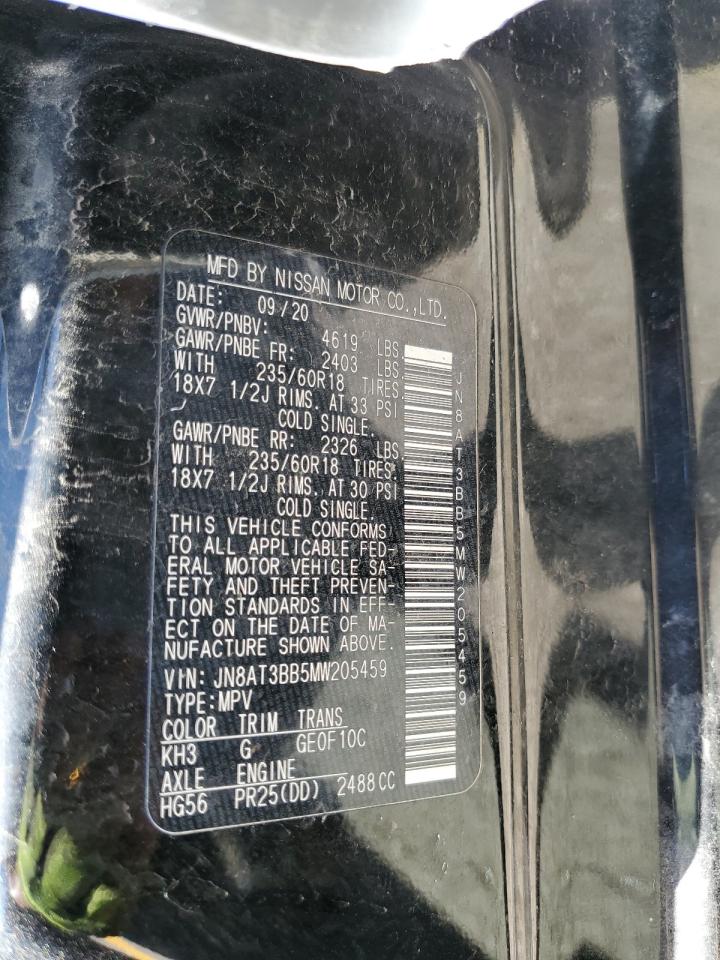 MFD BY NISSAN MOTOR CO.,LTD.
DATE: 09/20
GVWR/PNBV: 4619 LBS.
GAWR/PNBE FR: 2403 LBS.
WITH 235/60R18 TIRES.
18X7 1/2J RIMS. AT 33 PSI
COLD SINGLE.
GAWR/PNBE RR: 2326 LBS.
WITH 235/60R18 TIRES.
18X7 1/2J RIMS. AT 30 PSI
COLD SINGLE.
THIS VEHICLE CONFORMS
TO ALL APPLICABLE FED-
ERAL MOTOR VEHICLE SA-
FETY AND THEFT PREVEN-
TION STANDARDS IN EFF-
ECT ON THE DATE OF MA-
NUFACTURE SHOWN ABOVE.
VIN: JN8AT3BB5MW205459
TYPE:MPV
COLOR TRIM TRANS
KH3 G GE0F10C
AXLE ENGINE
HG56 PR25(DD) 2488CC
JN8AT3BB5MW205459